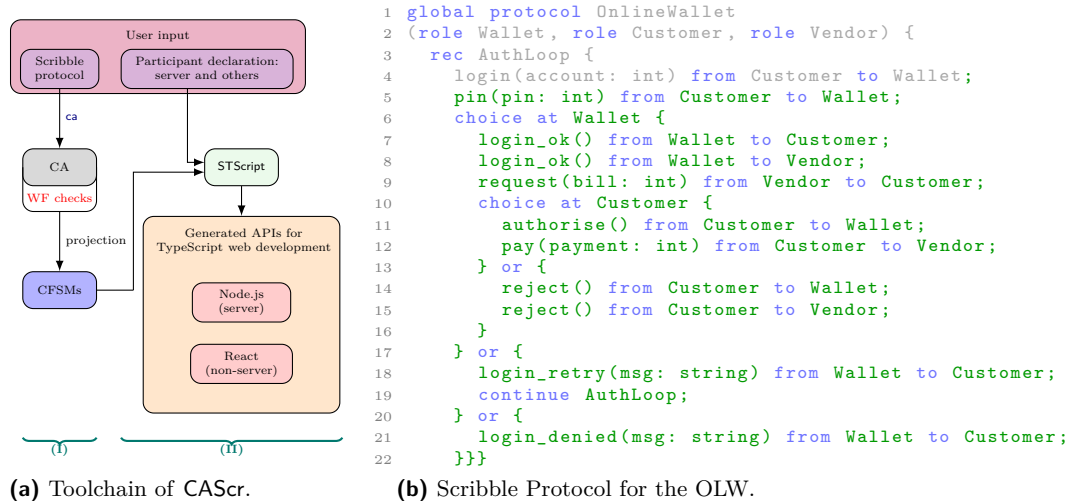 User input
Scribble
protocol
Participant declaration:
server and others
ca
CA
WF checks
STScript
projection
CFSMs
Generated APIs for
TypeScript web development
Node.js
(server)
React
(non-server)
(I)
(II)
(a) Toolchain of CAScr.
1 global protocol OnlineWallet
2 (role Wallet, role Customer, role Vendor) {
3 rec AuthLoop {
4 login(account: int) from Customer to Wallet;
5 pin(pin: int) from Customer to Wallet;
6 choice at Wallet {
7 login_ok() from Wallet to Customer;
8 login_ok() from Wallet to Vendor;
9 request(bill: int) from Vendor to Customer;
10 choice at Customer {
11 authorise() from Customer to Wallet;
12 pay(payment: int) from Customer to Vendor;
13 } or {
14 reject() from Customer to Wallet;
15 reject() from Customer to Vendor;
16 }
17 } or {
18 login_retry(msg: string) from Wallet to Customer;
19 continue AuthLoop;
20 } or {
21 login_denied(msg: string) from Wallet to Customer;
22 }}}
(b) Scribble Protocol for the OLW.